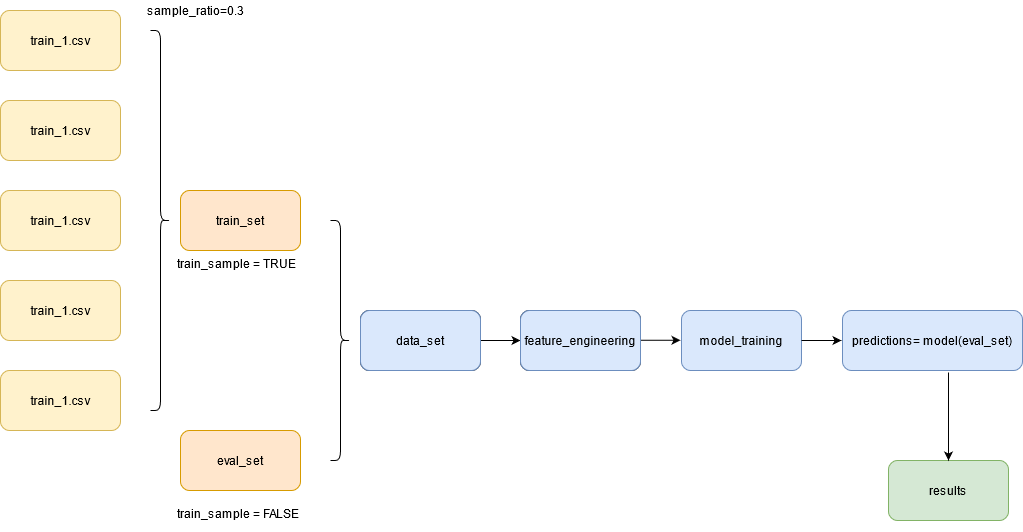 sample_ratio=0.3
train_1.csv
train_1.csv
train_1.csv
train_1.csv
train_1.csv
train_set
train_sample = TRUE
eval_set
train_sample = FALSE
data_set
feature_engineering
model_training
predictions= model(eval_set)
results